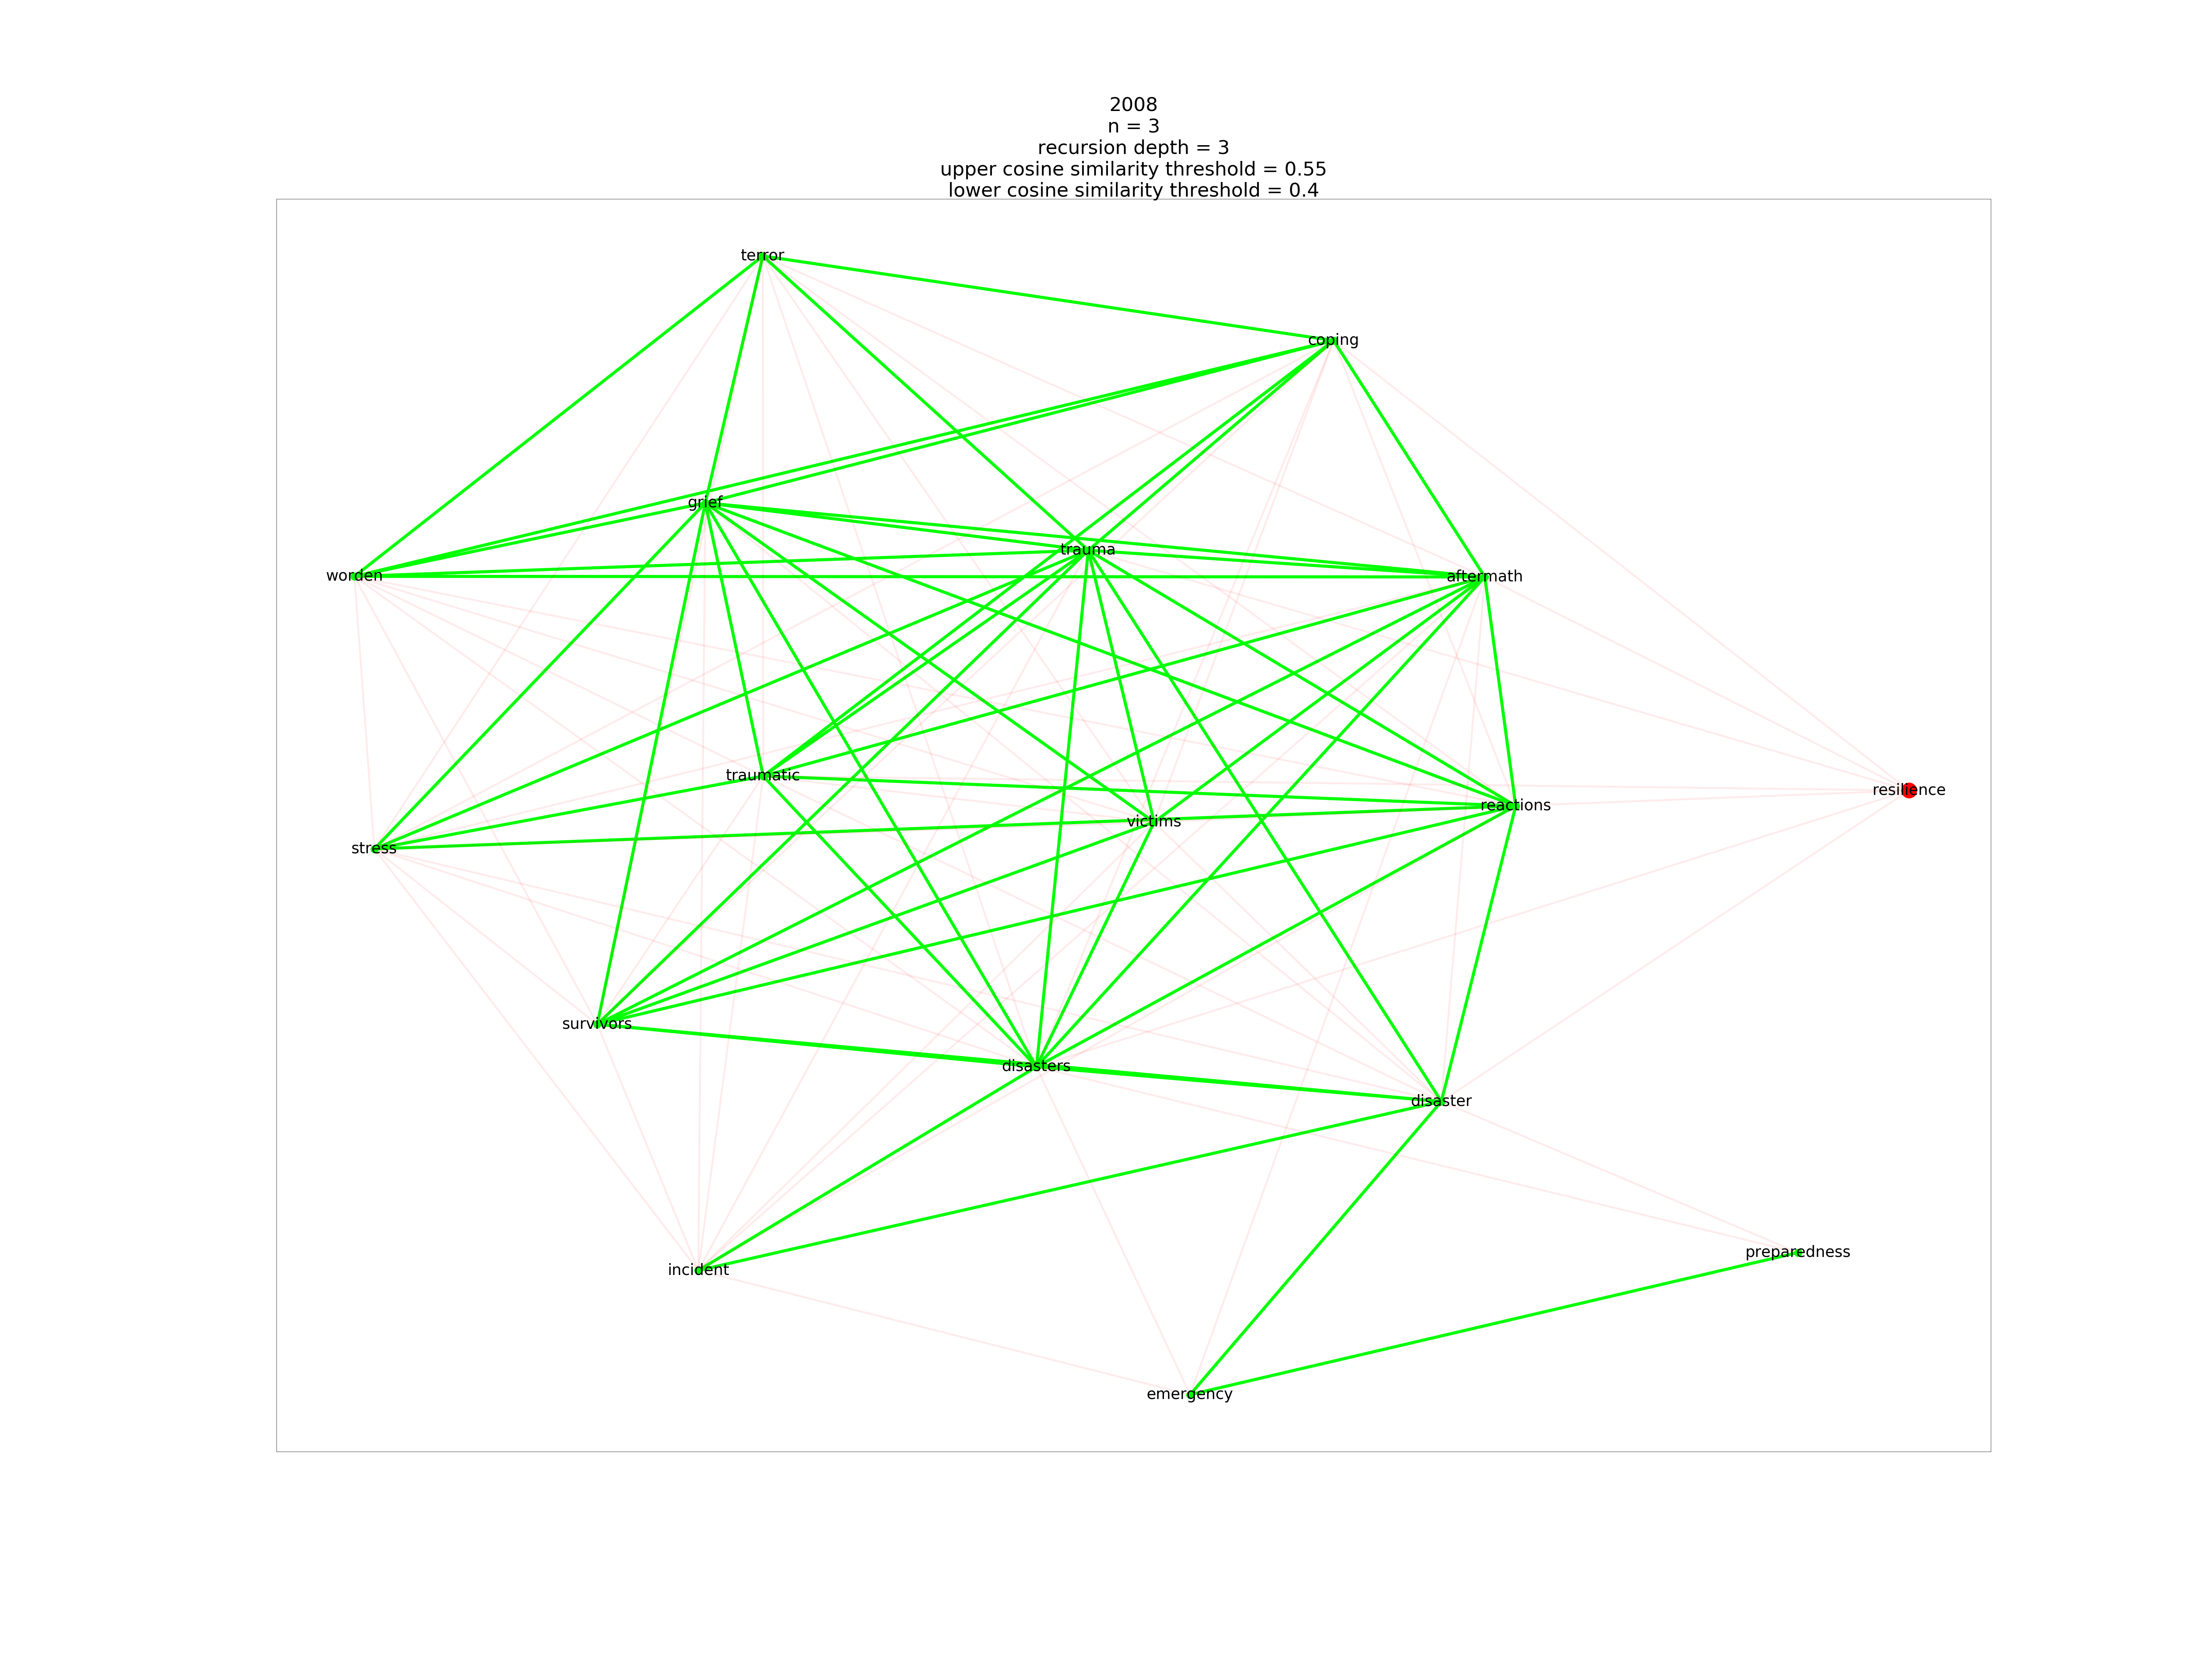 2008
n = 3
recursion depth = 3
upper cosine similarity threshold = 0.55
lower cosine similarity threshold = 0.4
terror
coping
grief
trauma
worden
aftermath
traumatic
resilience
reactions
victims
stress
survivors
disasters
disaster
preparedness
incident
emergency